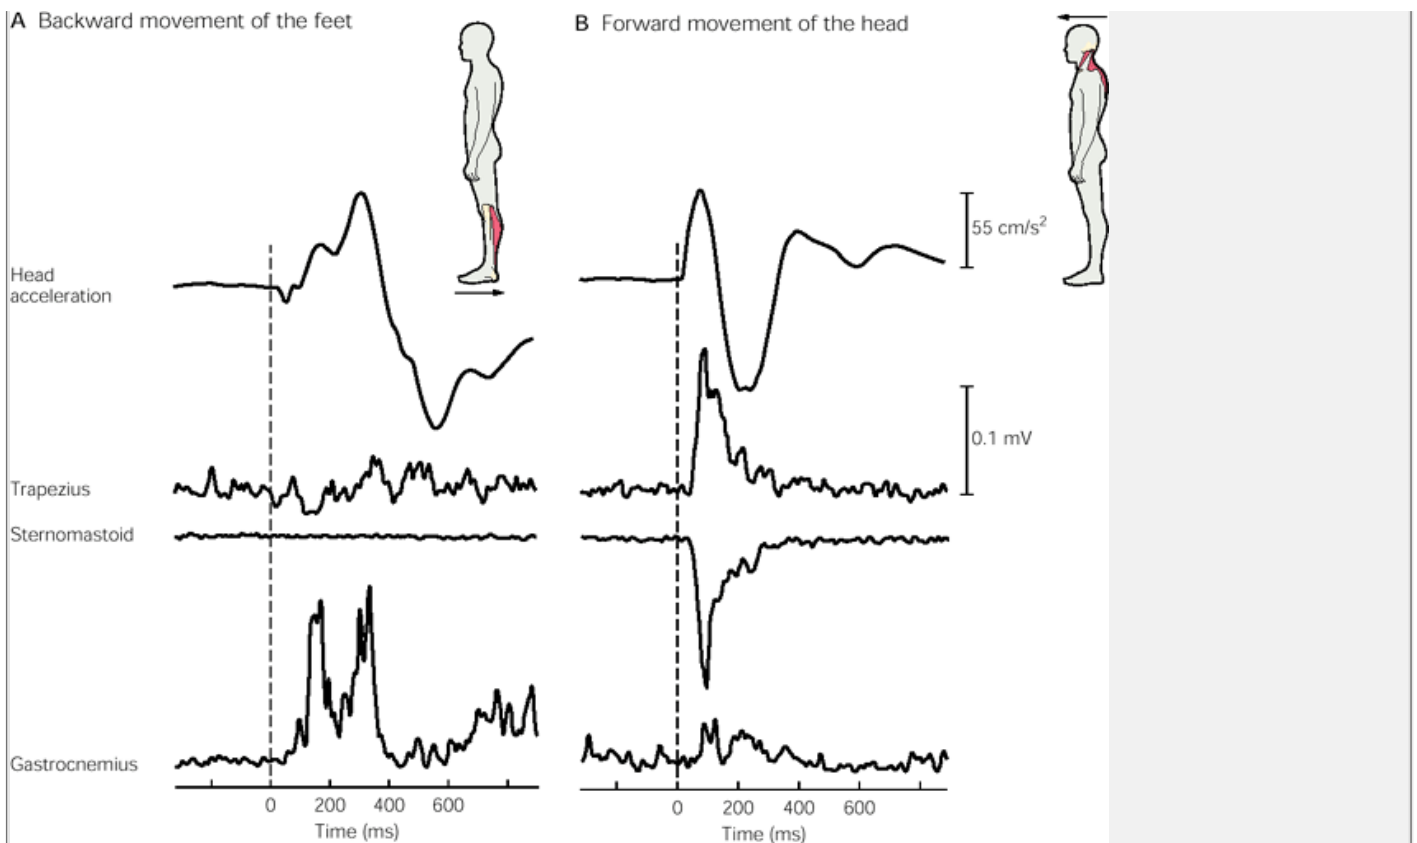 A Backward movement of the feet
B Forward movement of the head
55 cm/s²
Head
acceleration
0.1 mV
Trapezius
Sternomastoid
Gastrocnemius
0 200 400 600
Time (ms)
0 200 400 600
Time (ms)